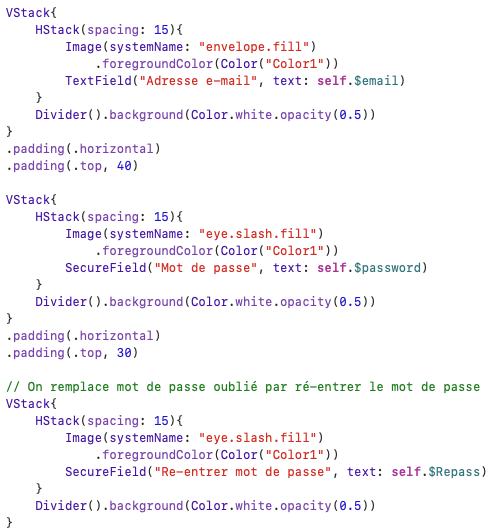 VStack{
    HStack(spacing: 15){
        Image(systemName: "envelope.fill")
            .foregroundColor(Color("Color1"))
        TextField("Adresse e-mail", text: self.$email)
    }
    Divider().background(Color.white.opacity(0.5))
}
.padding(.horizontal)
.padding(.top, 40)

VStack{
    HStack(spacing: 15){
        Image(systemName: "eye.slash.fill")
            .foregroundColor(Color("Color1"))
        SecureField("Mot de passe", text: self.$password)
    }
    Divider().background(Color.white.opacity(0.5))
}
.padding(.horizontal)
.padding(.top, 30)

// On remplace mot de passe oublié par ré-entrer le mot de passe
VStack{
    HStack(spacing: 15){
        Image(systemName: "eye.slash.fill")
            .foregroundColor(Color("Color1"))
        SecureField("Re-entrer mot de passe", text: self.$Repass)
    }
    Divider().background(Color.white.opacity(0.5))
}